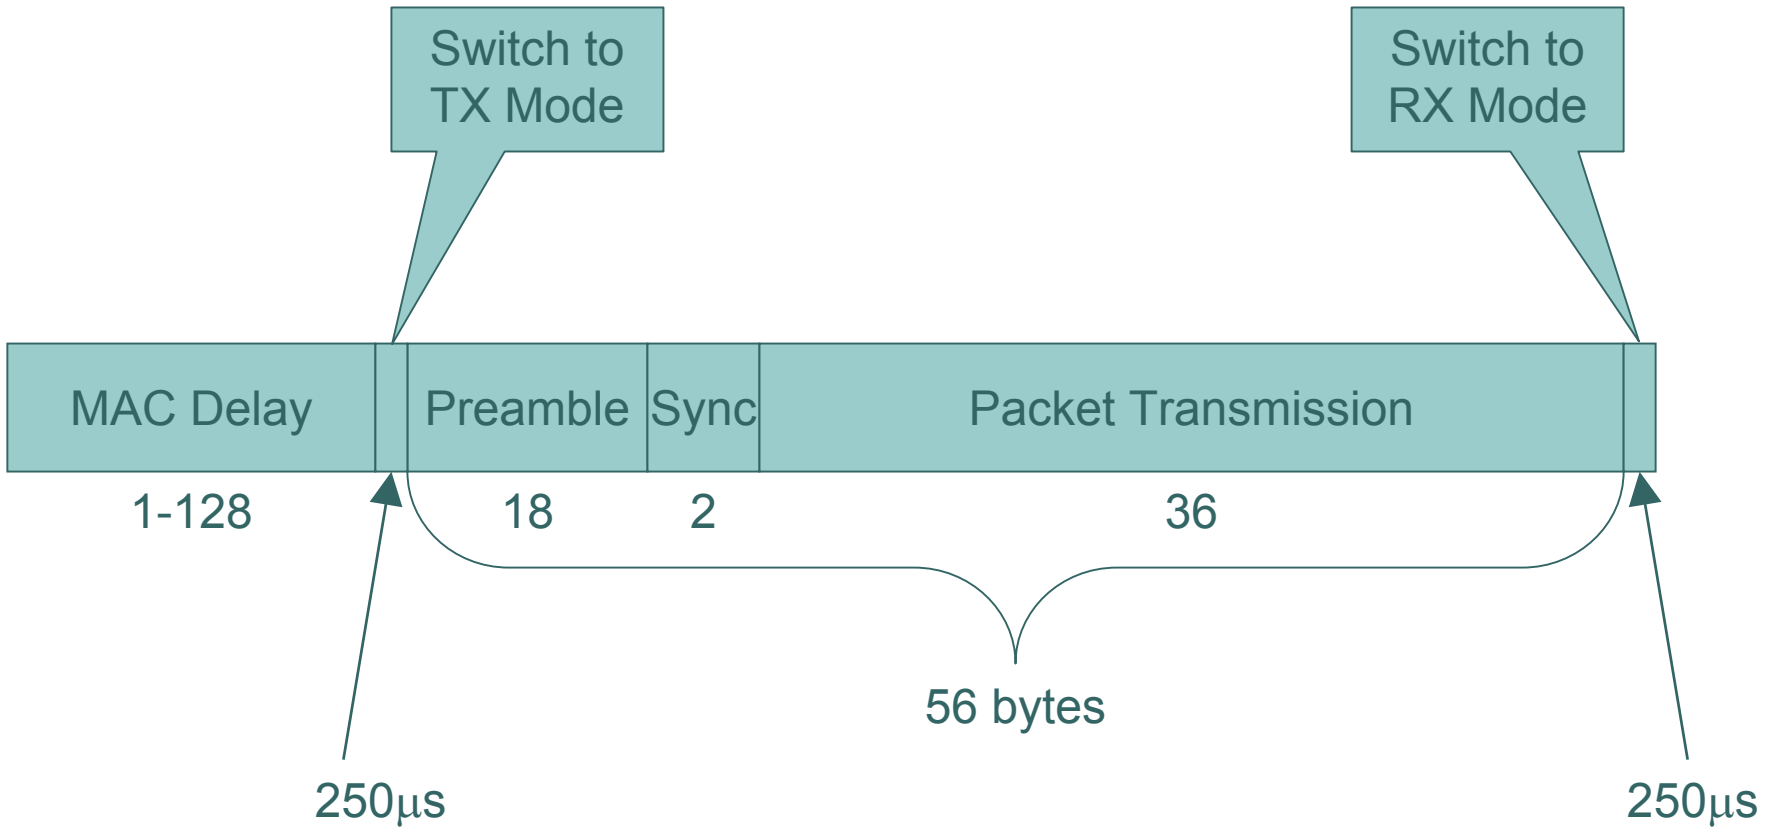 Switch to
TX Mode
Switch to
RX Mode
MAC Delay
Preamble
Sync
Packet Transmission
1-128
18
2
36
56 bytes
250μs
250μs